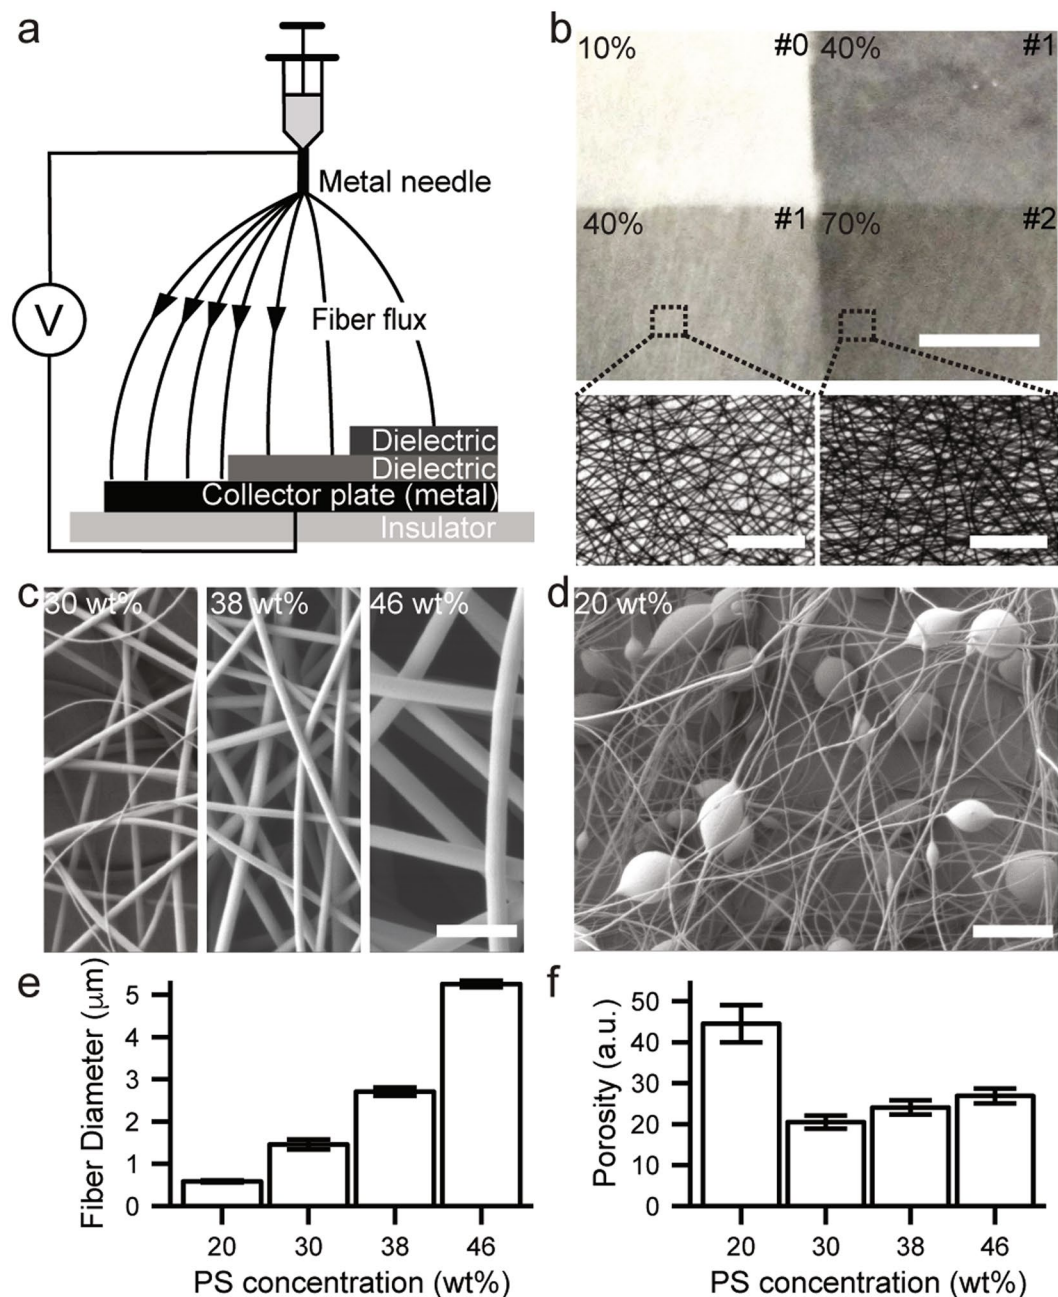 a
Metal needle
V
Fiber flux
Dielectric
Dielectric
Collector plate (metal)
Insulator
b
10% #0 40% #1
40% #1 70% #2
c
30 wt% 38 wt% 46 wt%
d
20 wt%
e
Fiber Diameter (μm)
5
4
3
2
1
0
20 30 38 46
PS concentration (wt%)
f
Porosity (a.u.)
50
40
30
20
10
0
20 30 38 46
PS concentration (wt%)